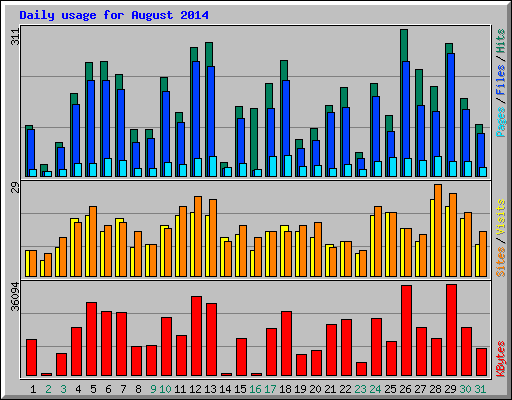 Daily usage for August 2014
311
Pages / Files / Hits
29
Sites / Visits
36094
KBytes
1 2 3 4 5 6 7 8 9 10 11 12 13 14 15 16 17 18 19 20 21 22 23 24 25 26 27 28 29 30 31